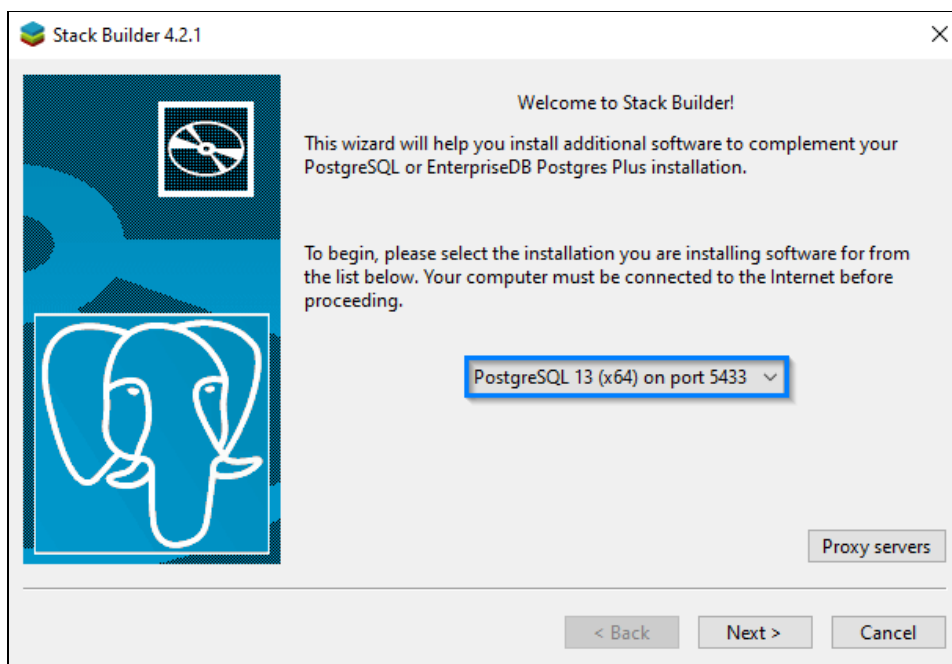 Stack Builder 4.2.1
Welcome to Stack Builder!
This wizard will help you install additional software to complement your
PostgreSQL or EnterpriseDB Postgres Plus installation.
To begin, please select the installation you are installing software for from
the list below. Your computer must be connected to the Internet before
proceeding.
PostgreSQL 13 (x64) on port 5433
Proxy servers
< Back
Next >
Cancel